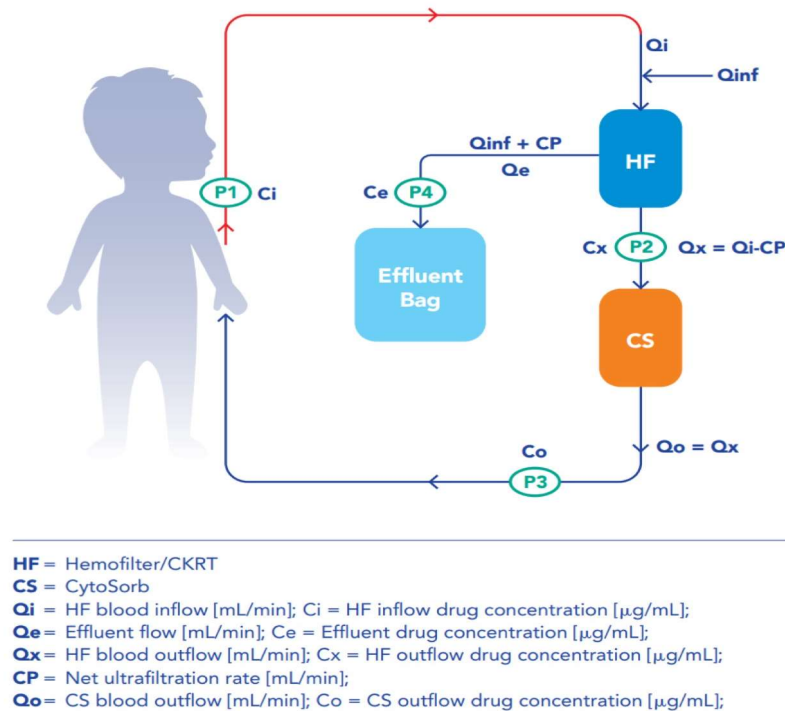 Qi
Qinf
Qinf + CP
HF
Qe
P1 Ci
Ce P4
Cx P2 Qx = Qi-CP
Effluent
Bag
CS
Co
Qo = Qx
P3
HF = Hemofilter/CKRT
CS = CytoSorb
Qi = HF blood inflow [mL/min]; Ci = HF inflow drug concentration [μg/mL];
Qe = Effluent flow [mL/min]; Ce = Effluent drug concentration [μg/mL];
Qx = HF blood outflow [mL/min]; Cx = HF outflow drug concentration [μg/mL];
CP = Net ultrafiltration rate [mL/min];
Qo = CS blood outflow [mL/min]; Co = CS outflow drug concentration [μg/mL];